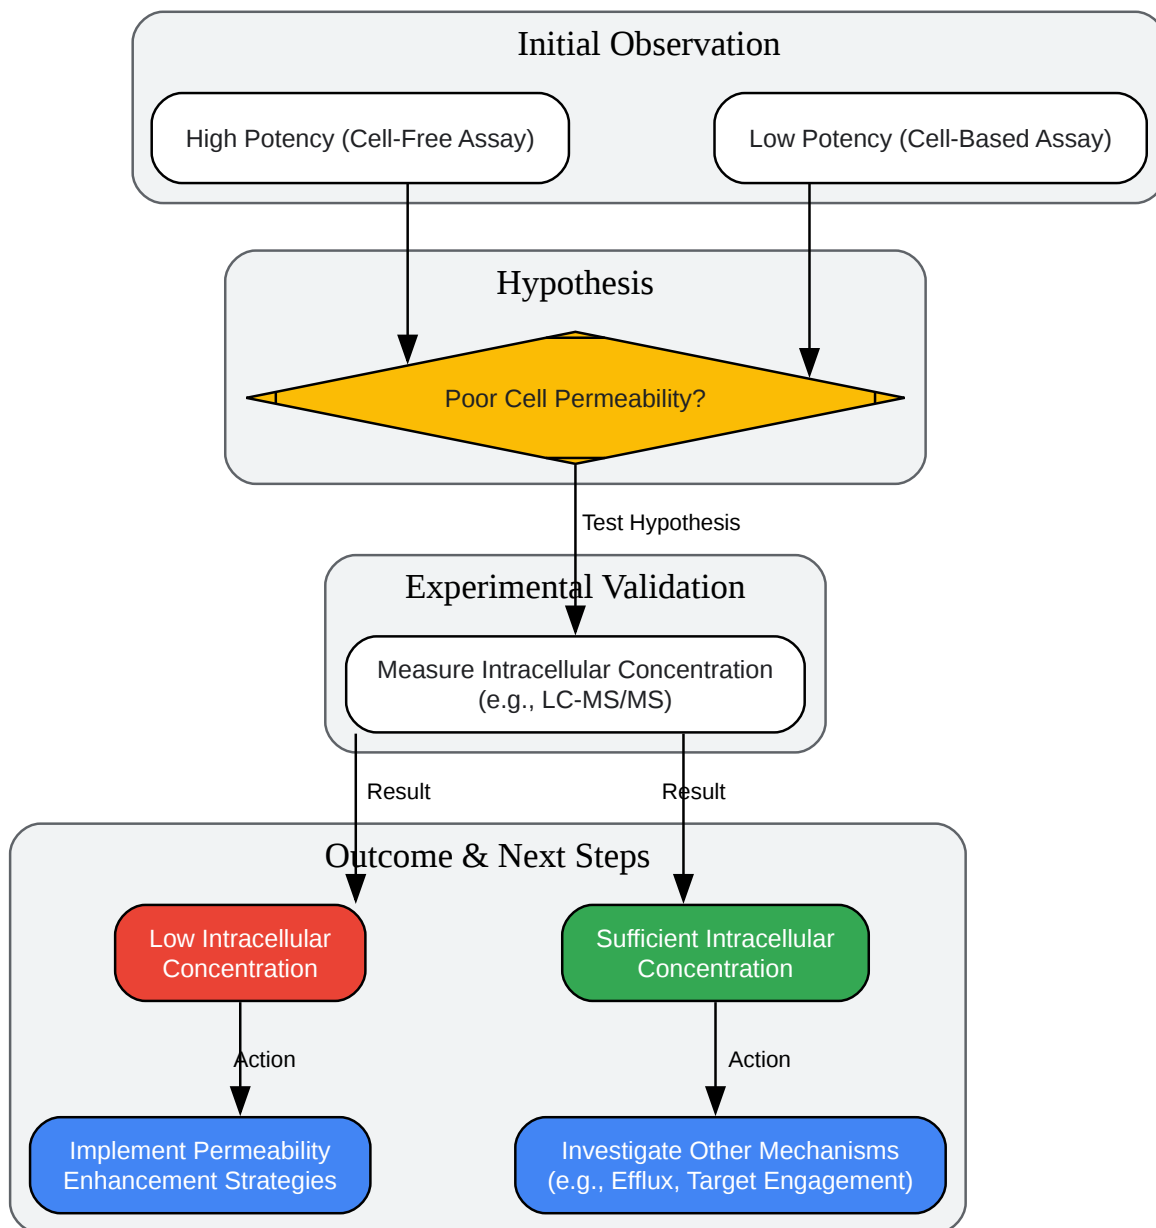 Initial Observation
High Potency (Cell-Free Assay)
Low Potency (Cell-Based Assay)
Hypothesis
Poor Cell Permeability?
Test Hypothesis
Experimental Validation
Measure Intracellular Concentration
(e.g., LC-MS/MS)
Result
Result
Outcome & Next Steps
Low Intracellular
Concentration
Sufficient Intracellular
Concentration
Action
Action
Implement Permeability
Enhancement Strategies
Investigate Other Mechanisms
(e.g., Efflux, Target Engagement)